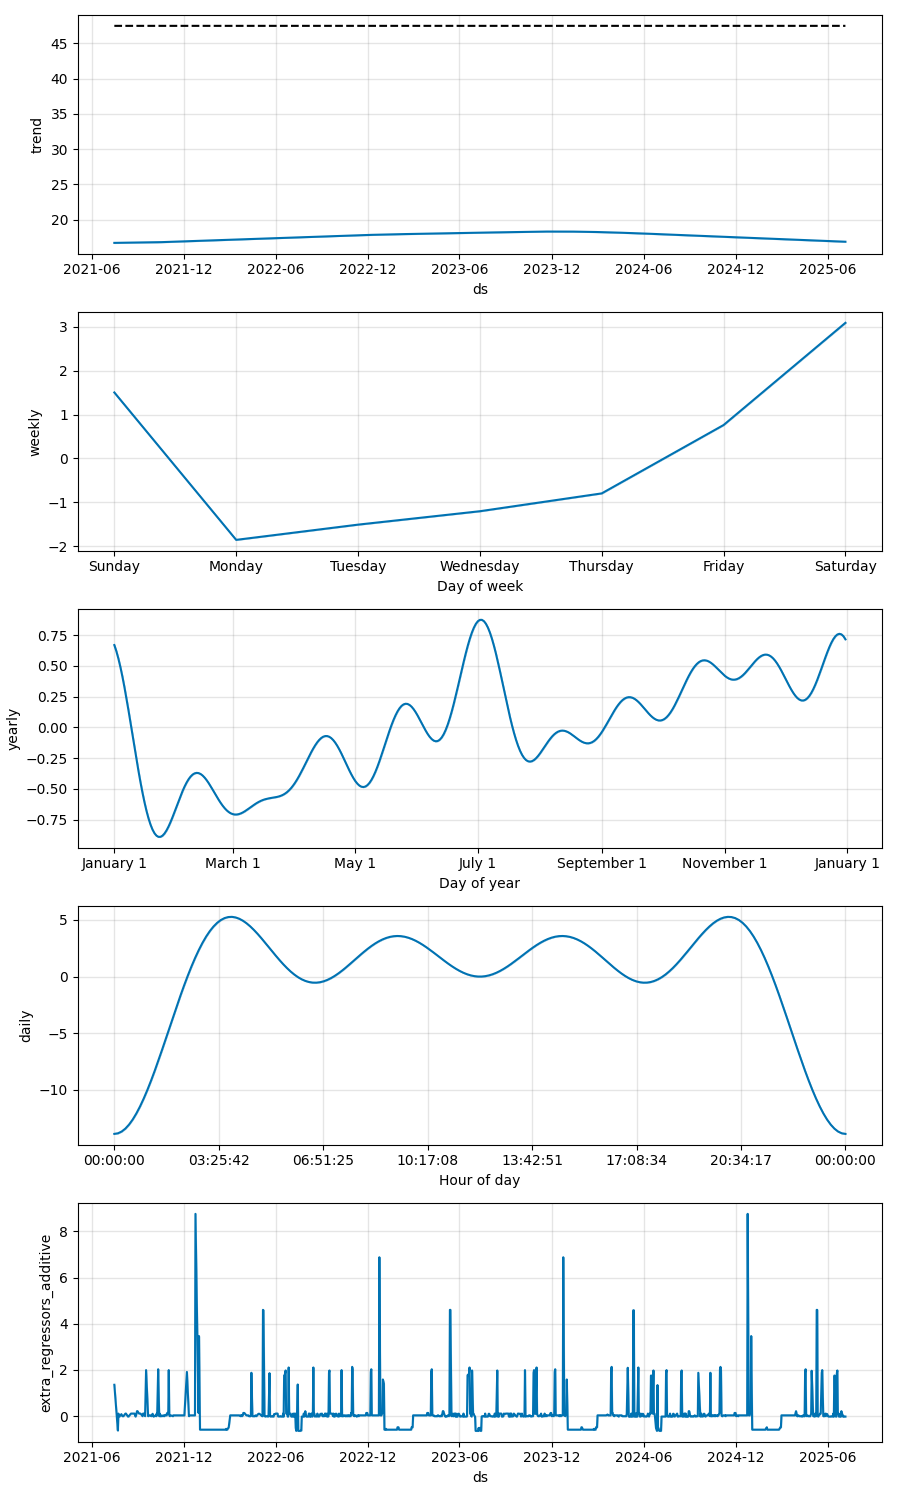 45
40
35
30
25
20
trend
2021-06 2021-12 2022-06 2022-12 2023-06 2023-12 2024-06 2024-12 2025-06
ds
3
2
1
0
−1
−2
weekly
Sunday Monday Tuesday Wednesday Thursday Friday Saturday
Day of week
0.75
0.50
0.25
0.00
−0.25
−0.50
−0.75
yearly
January 1 March 1 May 1 July 1 September 1 November 1 January 1
Day of year
5
0
−5
−10
daily
00:00:00 03:25:42 06:51:25 10:17:08 13:42:51 17:08:34 20:34:17 00:00:00
Hour of day
8
6
4
2
0
extra_regressors_additive
2021-06 2021-12 2022-06 2022-12 2023-06 2023-12 2024-06 2024-12 2025-06
ds